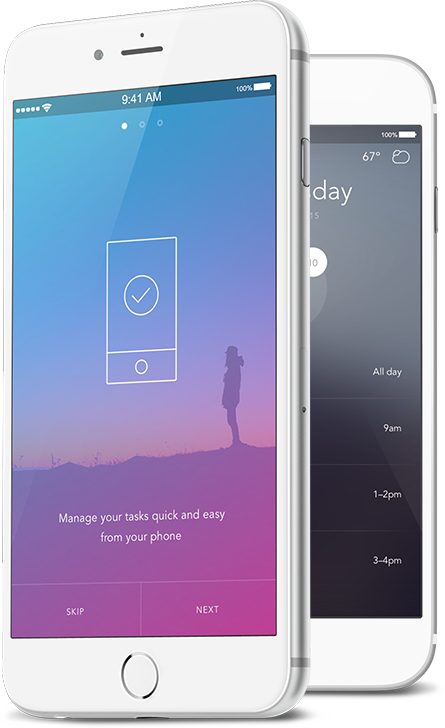 9:41 AM
100%
Manage your tasks quick and easy
from your phone
SKIP
NEXT
100%
67°
day
15
10
All day
9am
1–2pm
3–4pm